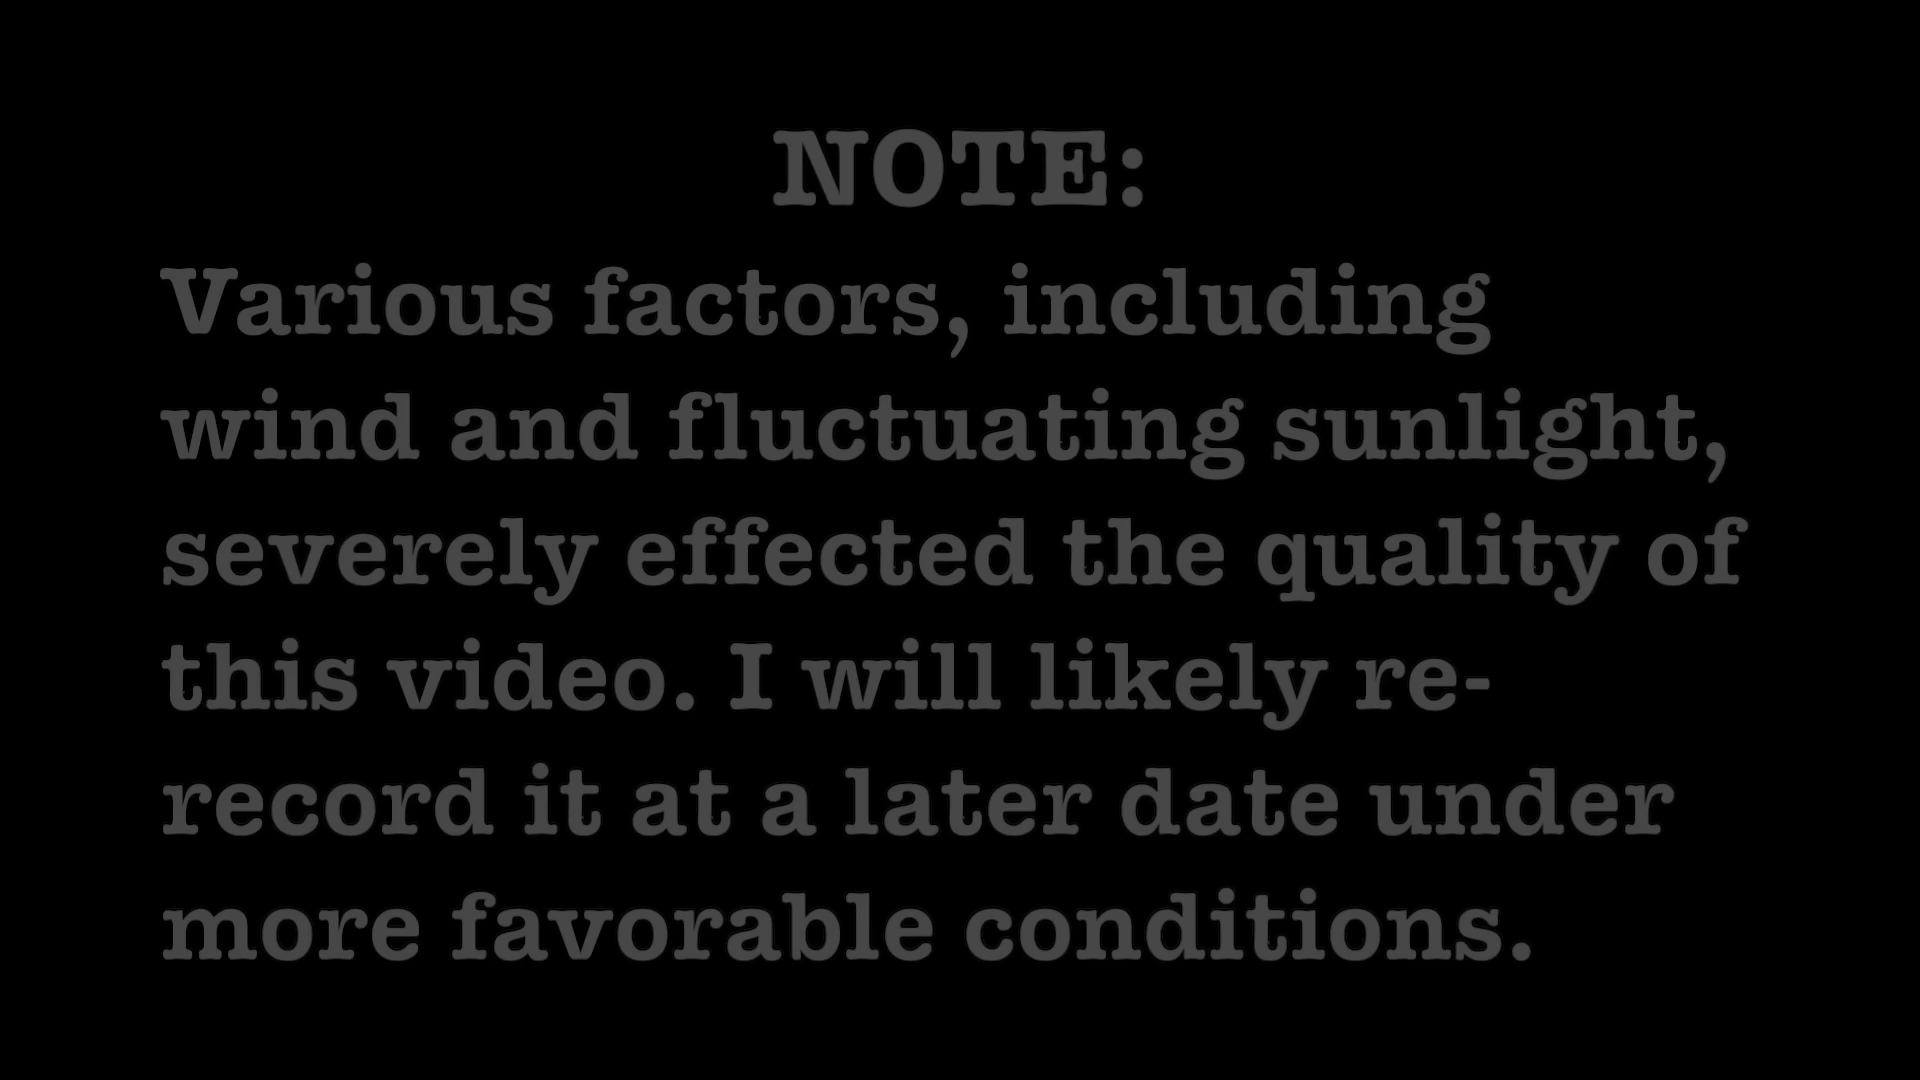 NOTE:
Various factors, including
wind and fluctuating sunlight,
severely effected the quality of
this video. I will likely re-
record it at a later date under
more favorable conditions.